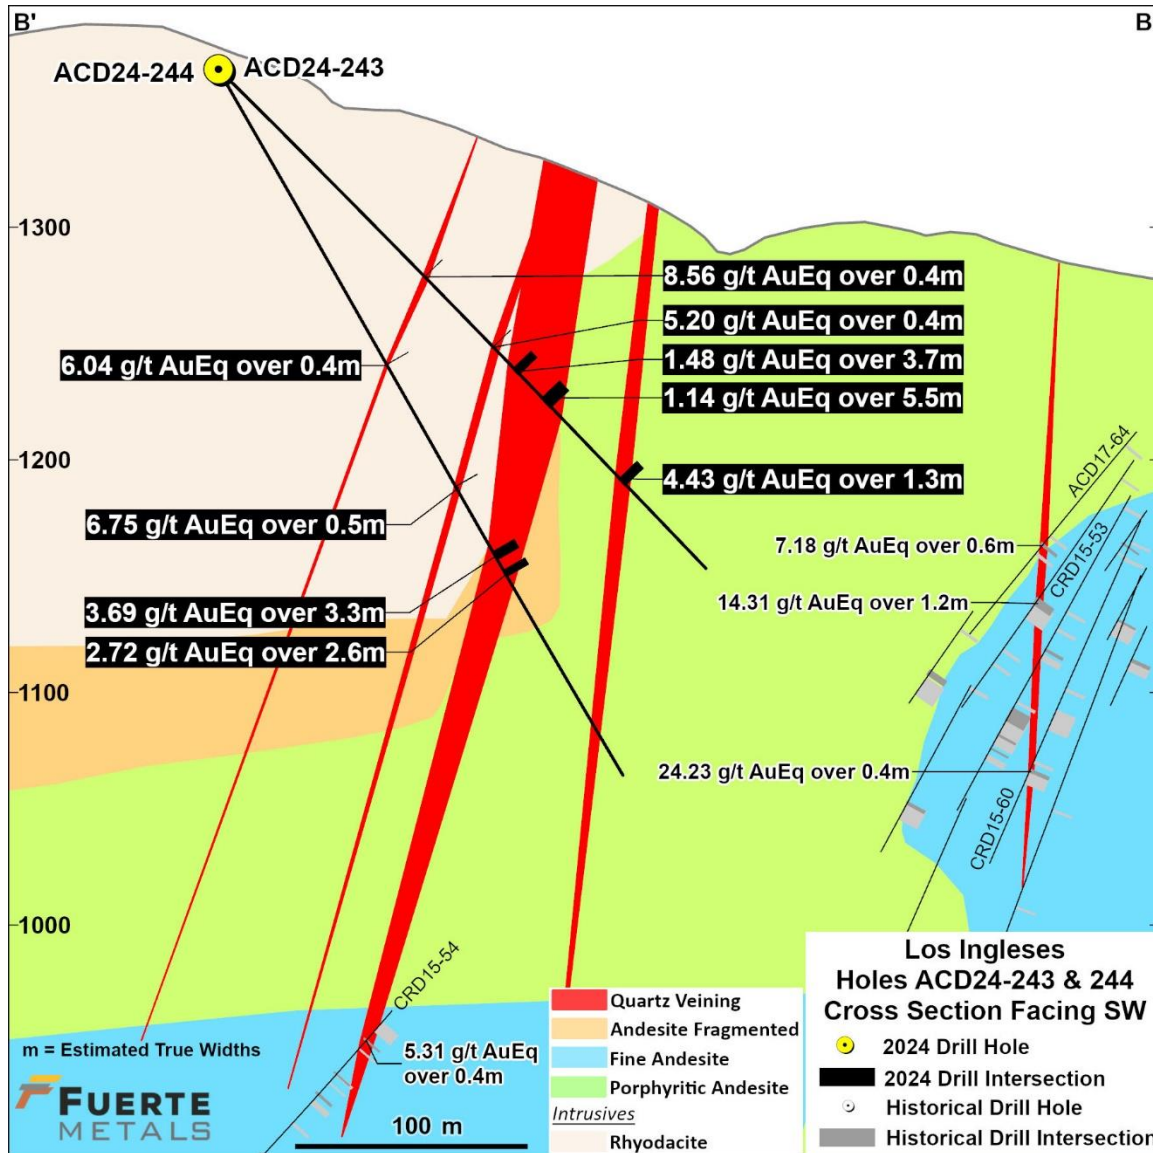 B'
B
ACD24-244
ACD24-243
1300
8.56 g/t AuEq over 0.4m
5.20 g/t AuEq over 0.4m
1.48 g/t AuEq over 3.7m
1.14 g/t AuEq over 5.5m
6.04 g/t AuEq over 0.4m
1200
4.43 g/t AuEq over 1.3m
ACD17-64
6.75 g/t AuEq over 0.5m
7.18 g/t AuEq over 0.6m
CRD15-53
14.31 g/t AuEq over 1.2m
3.69 g/t AuEq over 3.3m
2.72 g/t AuEq over 2.6m
1100
24.23 g/t AuEq over 0.4m
CRD15-60
1000
CRD15-54
5.31 g/t AuEq
over 0.4m
m = Estimated True Widths
FUERTE
METALS
100 m
Quartz Veining
Andesite Fragmented
Fine Andesite
Porphyritic Andesite
Intrusives
Rhyodacite
Los Ingleses
Holes ACD24-243 & 244
Cross Section Facing SW
2024 Drill Hole
2024 Drill Intersection
Historical Drill Hole
Historical Drill Intersection